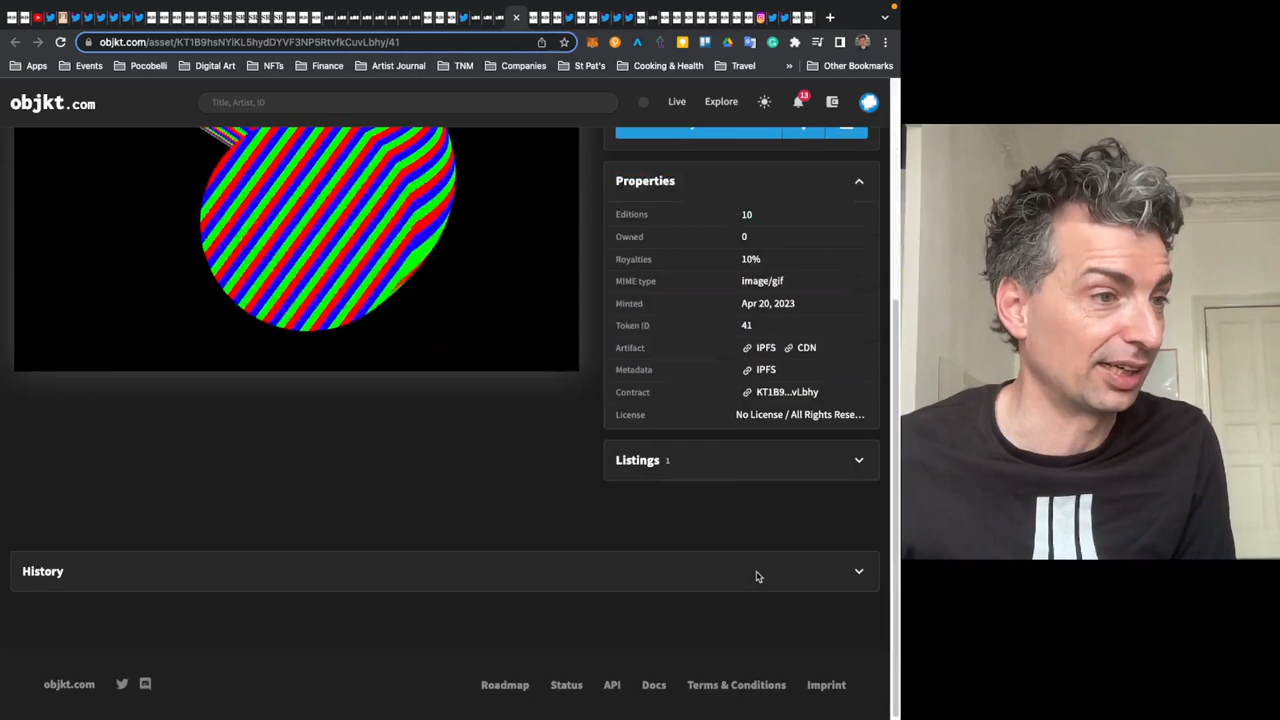 objkt.com/asset/KT1B9hsNYiKL5hydDYVF3NP5RtvfkCuvLbhy/41
Apps Events Pocobelli Digital Art NFTs Finance Artist Journal TNM Companies St Pat's Cooking & Health Travel » Other Bookmarks
objkt.com Title, Artist, ID Live Explore 13
Properties
Editions 10
Owned 0
Royalties 10%
MIME type image/gif
Minted Apr 20, 2023
Token ID 41
Artifact IPFS CDN
Metadata IPFS
Contract KT1B9...vLbhy
License No License / All Rights Rese...
Listings 1
History
objkt.com Roadmap Status API Docs Terms & Conditions Imprint